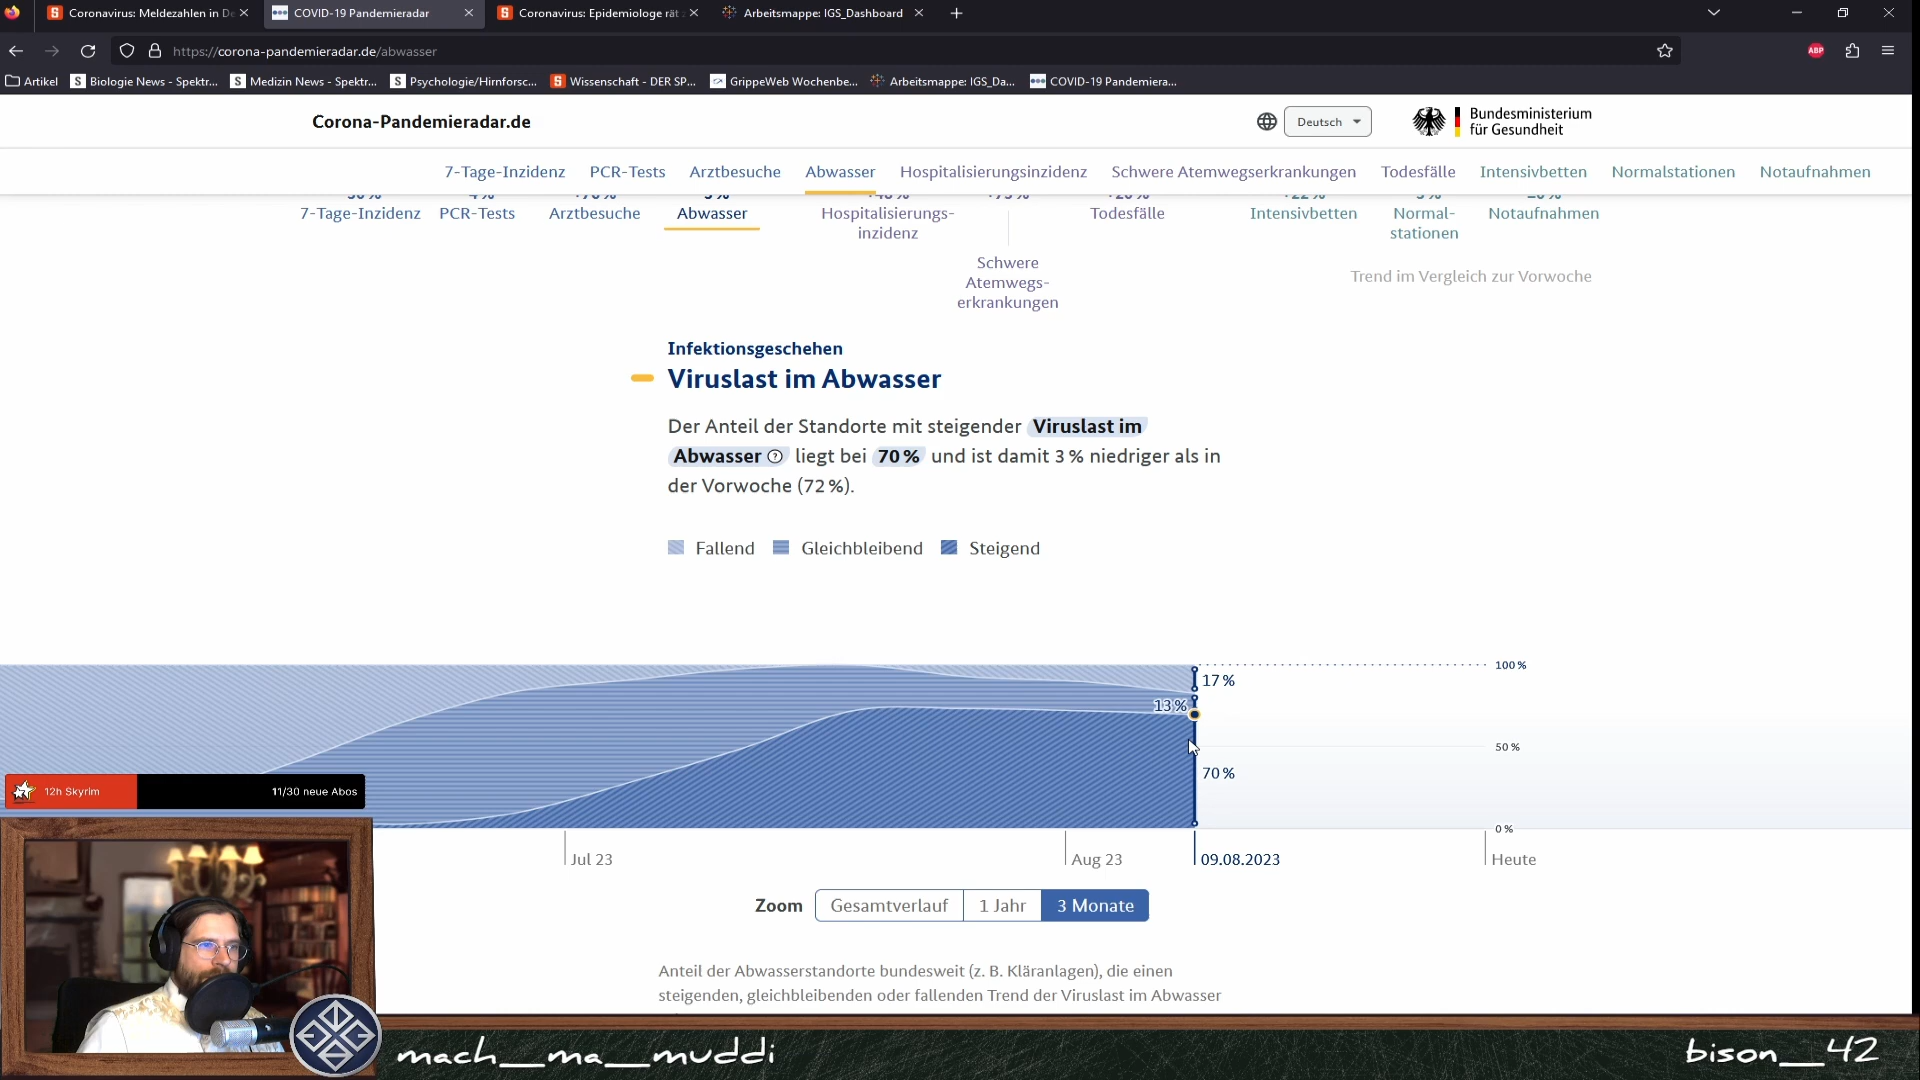 Coronavirus: Meldezahlen in De
COVID-19 Pandemieradar
Coronavirus: Epidemiologe rät
Arbeitsmappe: IGS_Dashboard
https://corona-pandemieradar.de/abwasser
ABP
Artikel
Biologie News - Spektr...
Medizin News - Spektr...
Psychologie/Hirnforsc...
Wissenschaft - DER SP...
GrippeWeb Wochenbe...
Arbeitsmappe: IGS_Da...
COVID-19 Pandemiera...
Corona-Pandemieradar.de
Deutsch
Bundesministerium
für Gesundheit
7-Tage-Inzidenz
PCR-Tests
Arztbesuche
Abwasser
Hospitalisierungsinzidenz
Schwere Atemwegserkrankungen
Todesfälle
Intensivbetten
Normalstationen
Notaufnahmen
7-Tage-Inzidenz
PCR-Tests
Arztbesuche
Abwasser
Hospitalisierungs-
inzidenz
Schwere
Atemwegs-
erkrankungen
Todesfälle
Intensivbetten
Normal-
stationen
Notaufnahmen
Trend im Vergleich zur Vorwoche
Infektionsgeschehen
Viruslast im Abwasser
Der Anteil der Standorte mit steigender Viruslast im
Abwasser ? liegt bei 70 % und ist damit 3 % niedriger als in
der Vorwoche (72 %).
Fallend
Gleichbleibend
Steigend
100 %
17 %
13 %
50 %
70 %
0 %
Jul 23
Aug 23
09.08.2023
Heute
Zoom
Gesamtverlauf
1 Jahr
3 Monate
Anteil der Abwasserstandorte bundesweit (z. B. Kläranlagen), die einen
steigenden, gleichbleibenden oder fallenden Trend der Viruslast im Abwasser
12h Skyrim
11/30 neue Abos
mach__ma__muddi
bison__42